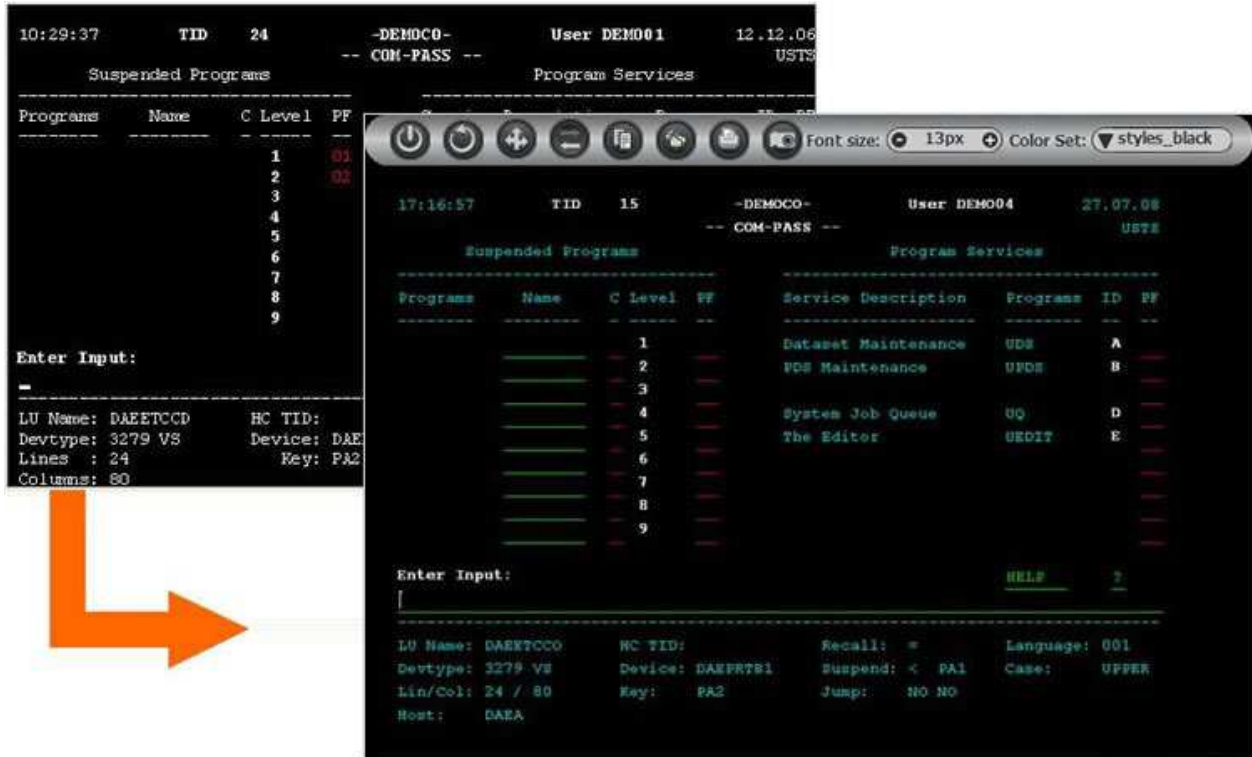 10:29:37 TID 24 -DEMOCO- User DEMO01 12.12.06
-- COM-PASS -- USTS
Suspended Programs Program Services
Programs Name C Level PF
1 01
2 02
3
4
5
6
7
8
9
Enter Input:
LU Name: DAEETCCD HC TID:
Devtype: 3279 VS Device: DAE
Lines : 24 Key: PA2
Columns: 80
Font size: 13px Color Set: styles_black
17:16:57 TID 15 -DEMOCO- User DEMO04 27.07.08
-- COM-PASS -- USTS
Suspended Programs Program Services
Programs Name C Level PF Service Description Programs ID PF
1 Dataset Maintenance UDS A
2 PDS Maintenance UPDS B
3
4 System Job Queue UQ D
5 The Editor UEDIT E
6
7
8
9
Enter Input: HELP ?
LU Name: DAEETCCO HC TID: Recall: = Language: 001
Devtype: 3279 VS Device: DAEPRTB1 Suspend: < PA1 Case: UPPER
Lin/Col: 24 / 80 Key: PA2 Jump: NO NO
Host: DAEA